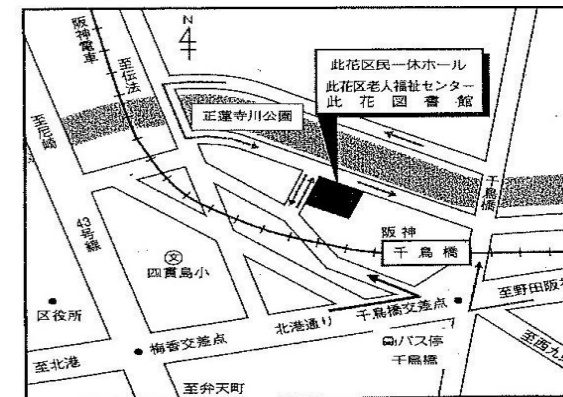 阪神電車
至伝法
N
此花区民一休ホール
此花区老人福祉センター
此花図書館
正蓮寺川公園
至尼崎
千鳥橋
43号線
阪神
千鳥橋
文
四貫島小
区役所
北港通り
千鳥橋交差点
至野田阪神
梅香交差点
バス停
千鳥橋
至北港
至西九
至弁天町